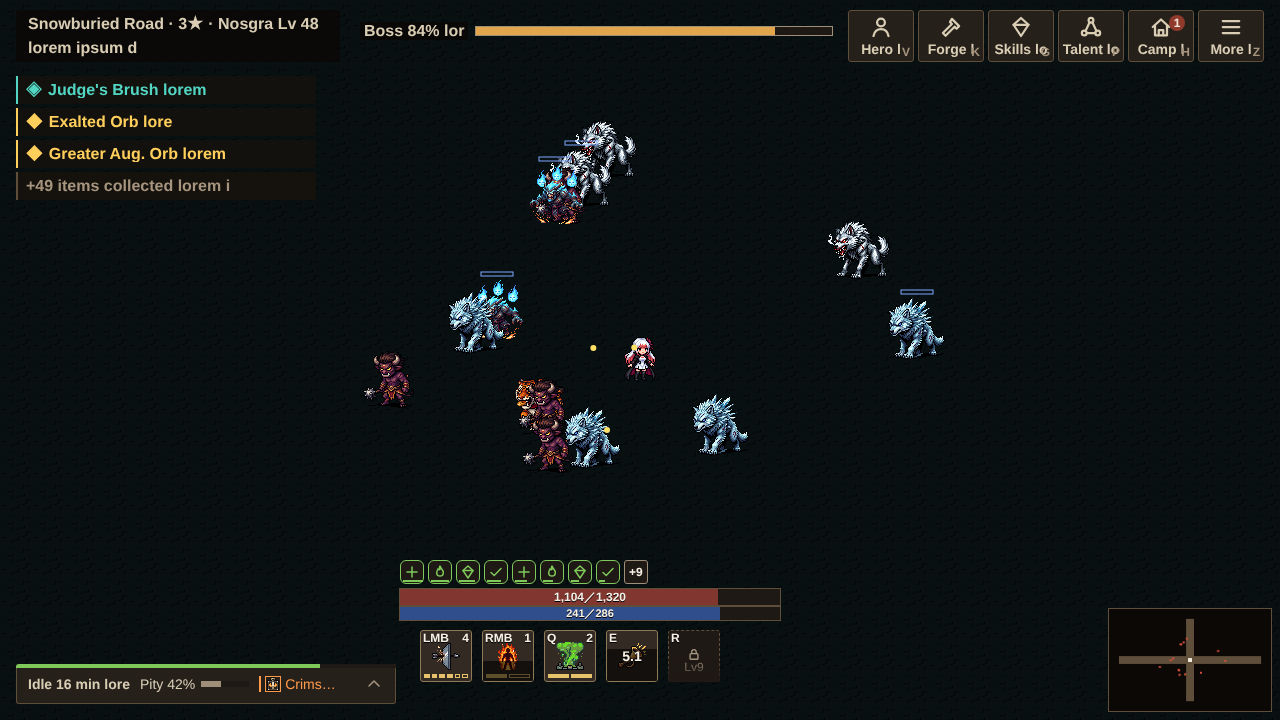 Snowburied Road · 3★ · Nosgra Lv 48
lorem ipsum d
Boss 84% lor
Hero l V
Forge l K
Skills lo G
Talent lo P
Camp l H
1
More l Z
Judge's Brush lorem
Exalted Orb lore
Greater Aug. Orb lorem
+49 items collected lorem i
+9
1,104／1,320
241／286
LMB 4
RMB 1
Q 2
E
5.1
R
Lv9
Idle 16 min lore
Pity 42%
Crims…